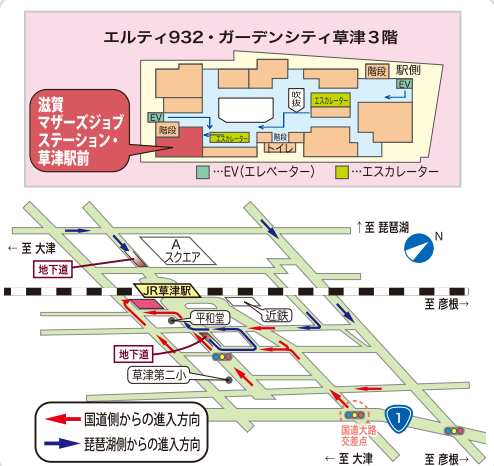 エルティ932・ガーデンシティ草津3階
階段
駅側
EV
吹抜
エスカレーター
EV
階段
エスカレーター
階段
トイレ
滋賀
マザーズジョブ
ステーション・
草津駅前
…EV(エレベーター)
…エスカレーター
↑至 琵琶湖
N
← 至 大津
A
スクエア
地下道
JR草津駅
至 彦根→
平和堂
近鉄
地下道
草津第二小
国道側からの進入方向
琵琶湖側からの進入方向
国道大路
交差点
1
← 至 大津
至 彦根→